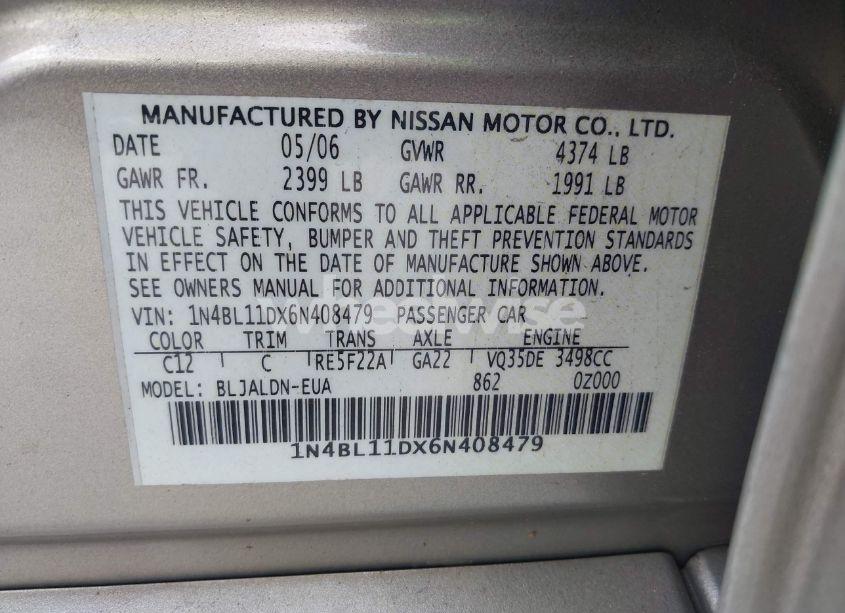 MANUFACTURED BY NISSAN MOTOR CO., LTD.
DATE 05/06 GVWR 4374 LB
GAWR FR. 2399 LB GAWR RR. 1991 LB
THIS VEHICLE CONFORMS TO ALL APPLICABLE FEDERAL MOTOR
VEHICLE SAFETY, BUMPER AND THEFT PREVENTION STANDARDS
IN EFFECT ON THE DATE OF MANUFACTURE SHOWN ABOVE.
SEE OWNERS MANUAL FOR ADDITIONAL INFORMATION.
VIN: 1N4BL11DX6N408479 PASSENGER CAR
COLOR TRIM TRANS AXLE ENGINE
C12 C RE5F22A GA22 VQ35DE 3498CC
MODEL: BLJALDN-EUA 862 0Z000
1N4BL11DX6N408479